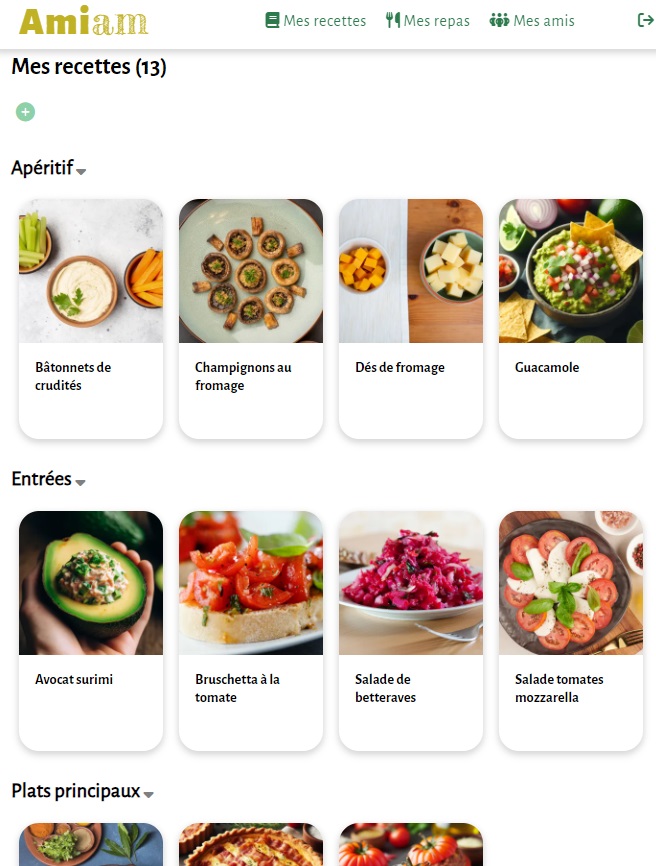 Amiam
Mes recettes
Mes repas
Mes amis
Mes recettes (13)
Apéritif
Bâtonnets de
crudités
Champignons au
fromage
Dés de fromage
Guacamole
Entrées
Avocat surimi
Bruschetta à la
tomate
Salade de
betteraves
Salade tomates
mozzarella
Plats principaux